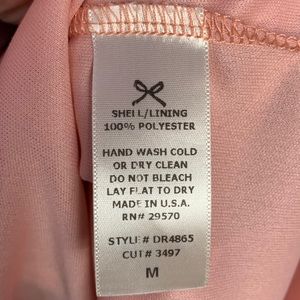 SHELL/LINING
100% POLYESTER
HAND WASH COLD
OR DRY CLEAN
DO NOT BLEACH
LAY FLAT TO DRY
MADE IN U.S.A.
RN# 29570
STYLE# DR4865
CUT# 3497
M